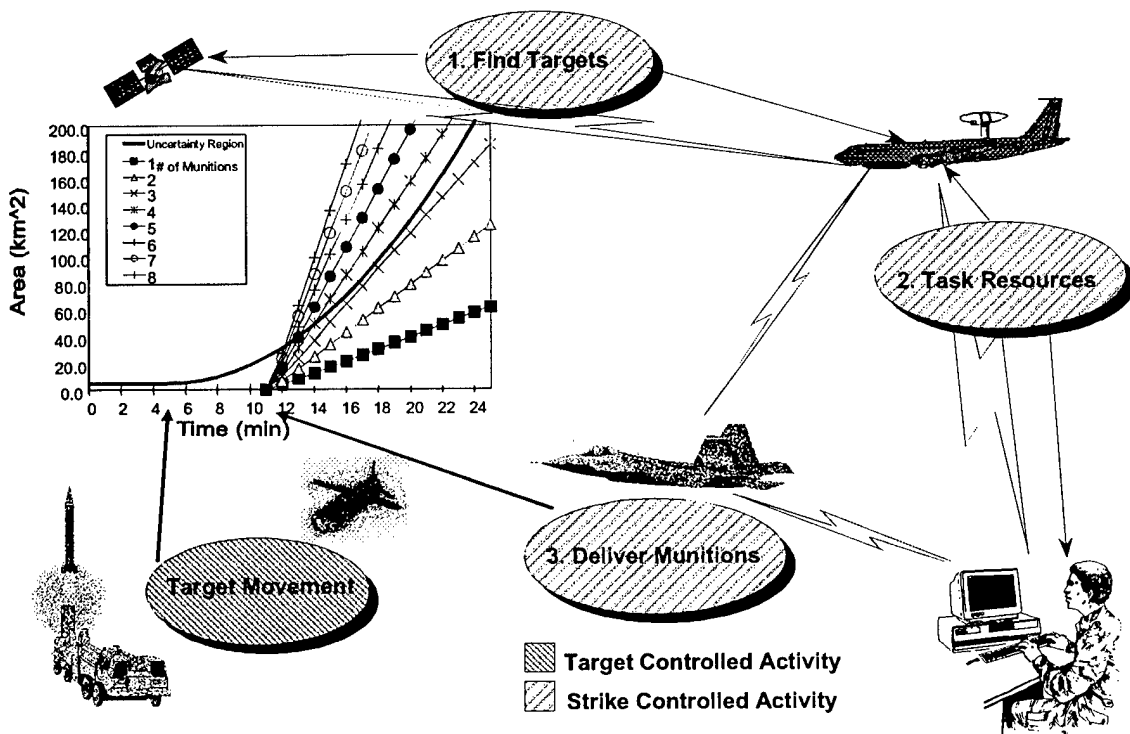 1. Find Targets
200.0
180.0
160.0
140.0
120.0
100.0
80.0
60.0
40.0
20.0
0.0
Area (km^2)
Uncertainty Region
1# of Munitions
2
3
4
5
6
7
8
0 2 4 6 8 10 12 14 16 18 20 22 24
Time (min)
2. Task Resources
3. Deliver Munitions
Target Movement
Target Controlled Activity
Strike Controlled Activity